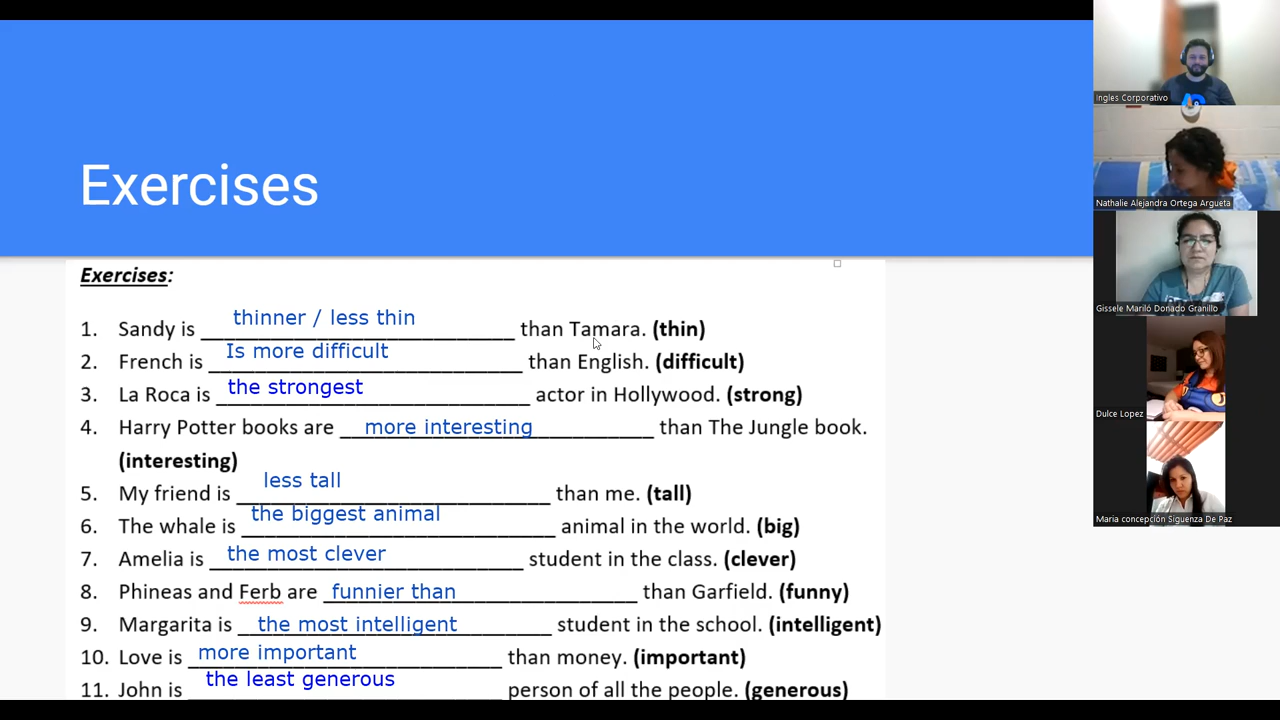 Exercises
Exercises:
1. Sandy is thinner / less thin than Tamara. (thin)
2. French is Is more difficult than English. (difficult)
3. La Roca is the strongest actor in Hollywood. (strong)
4. Harry Potter books are more interesting than The Jungle book.
(interesting)
5. My friend is less tall than me. (tall)
6. The whale is the biggest animal animal in the world. (big)
7. Amelia is the most clever student in the class. (clever)
8. Phineas and Ferb are funnier than than Garfield. (funny)
9. Margarita is the most intelligent student in the school. (intelligent)
10. Love is more important than money. (important)
11. John is the least generous person of all the people. (generous)
Ingles Corporativo
Nathalie Alejandra Ortega Argueta
Gissele Mariló Donado Granillo
Dulce Lopez
Maria concepción Siguenza De Paz